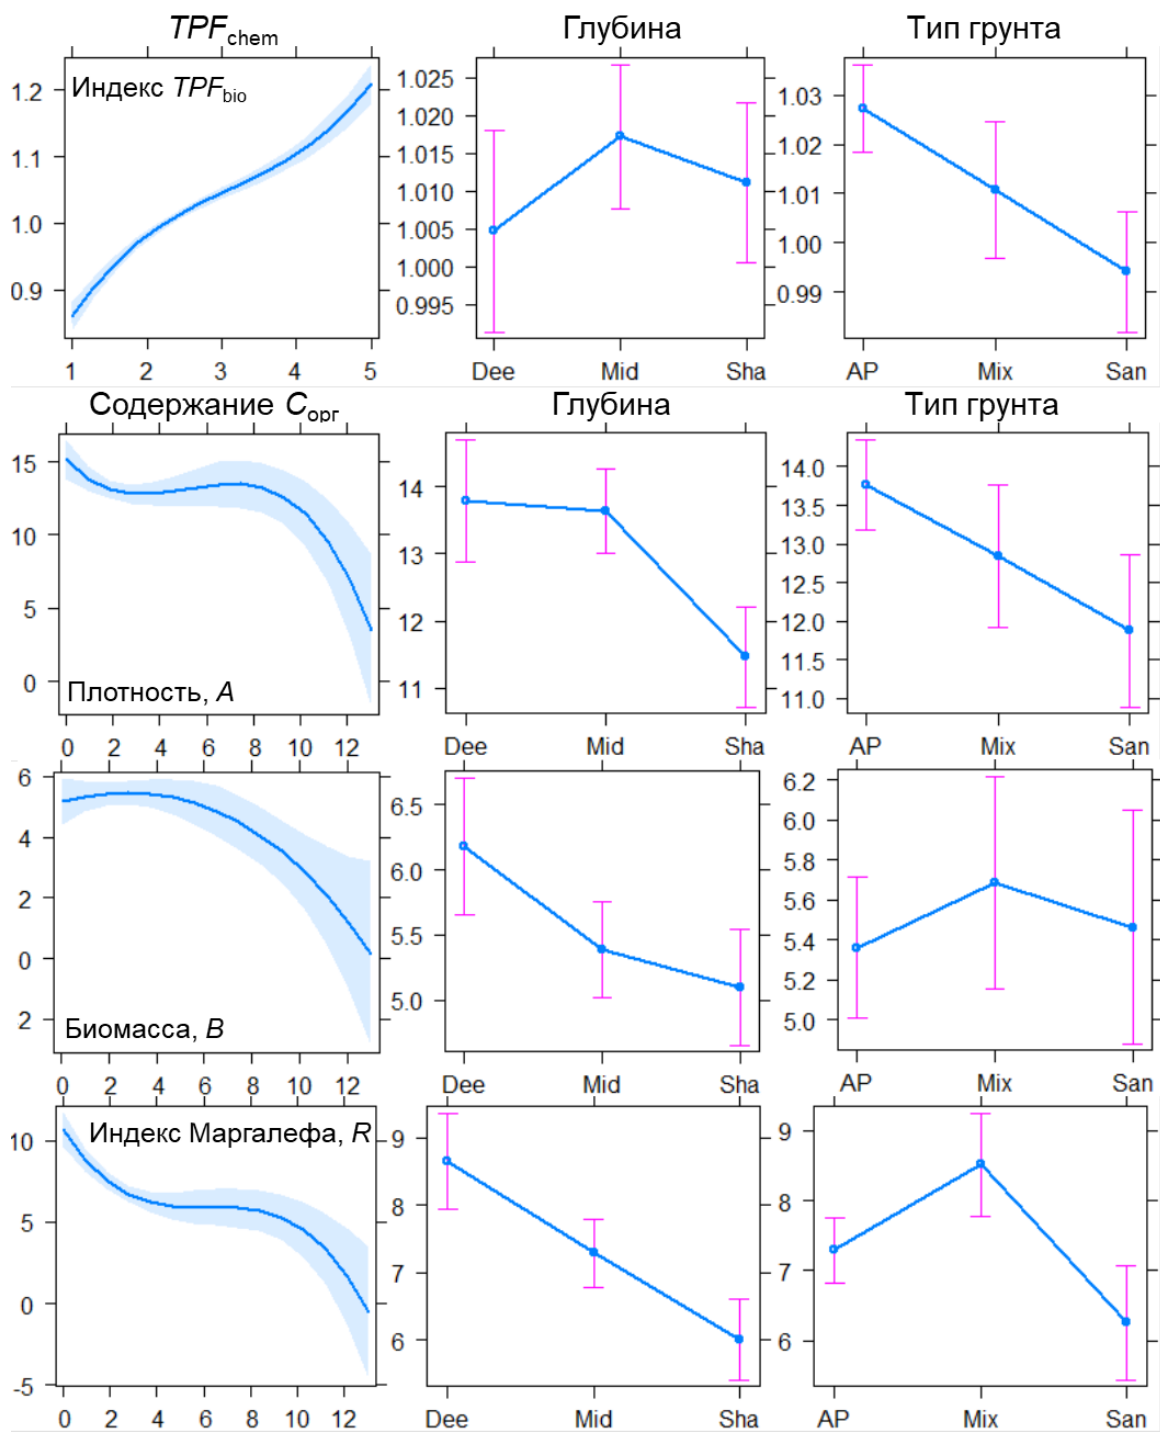 TPFchem Глубина Тип грунта
Индекс TPFbio
1.2 1.1 1.0 0.9
1 2 3 4 5
1.025 1.020 1.015 1.010 1.005 1.000 0.995
Dee Mid Sha
1.03 1.02 1.01 1.00 0.99
AP Mix San
Содержание Cорг Глубина Тип грунта
15 10 5 0
Плотность, A
0 2 4 6 8 10 12
14 13 12 11
Dee Mid Sha
14.0 13.5 13.0 12.5 12.0 11.5 11.0
AP Mix San
6 4 2 0 2
Биомасса, B
0 2 4 6 8 10 12
6.5 6.0 5.5 5.0
Dee Mid Sha
6.2 6.0 5.8 5.6 5.4 5.2 5.0
AP Mix San
Индекс Маргалефа, R
10 5 0 -5
0 2 4 6 8 10 12
9 8 7 6
Dee Mid Sha
9 8 7 6
AP Mix San